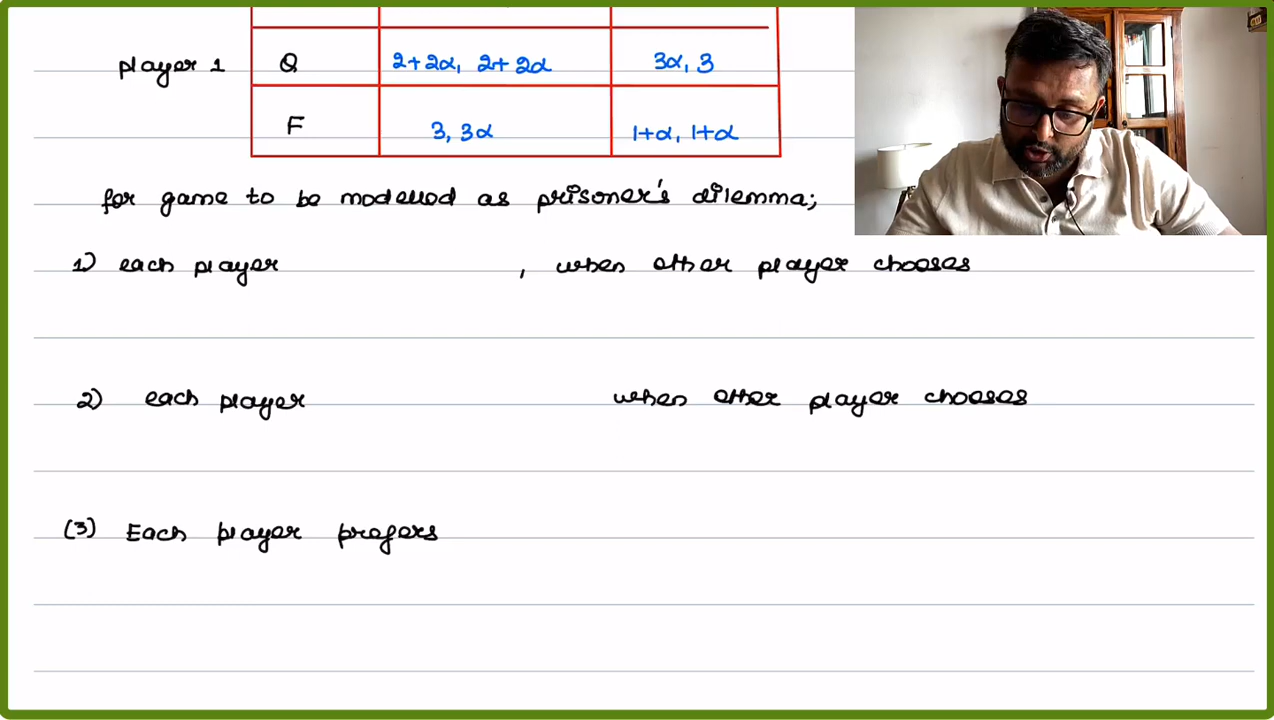 player 1 Q 2+2α, 2+2α 3α, 3
F 3, 3α 1+α, 1+α
for game to be modelled as prisoner's dilemma;
1) each player , when other player chooses
2) each player when other player chooses
(3) Each player prefers